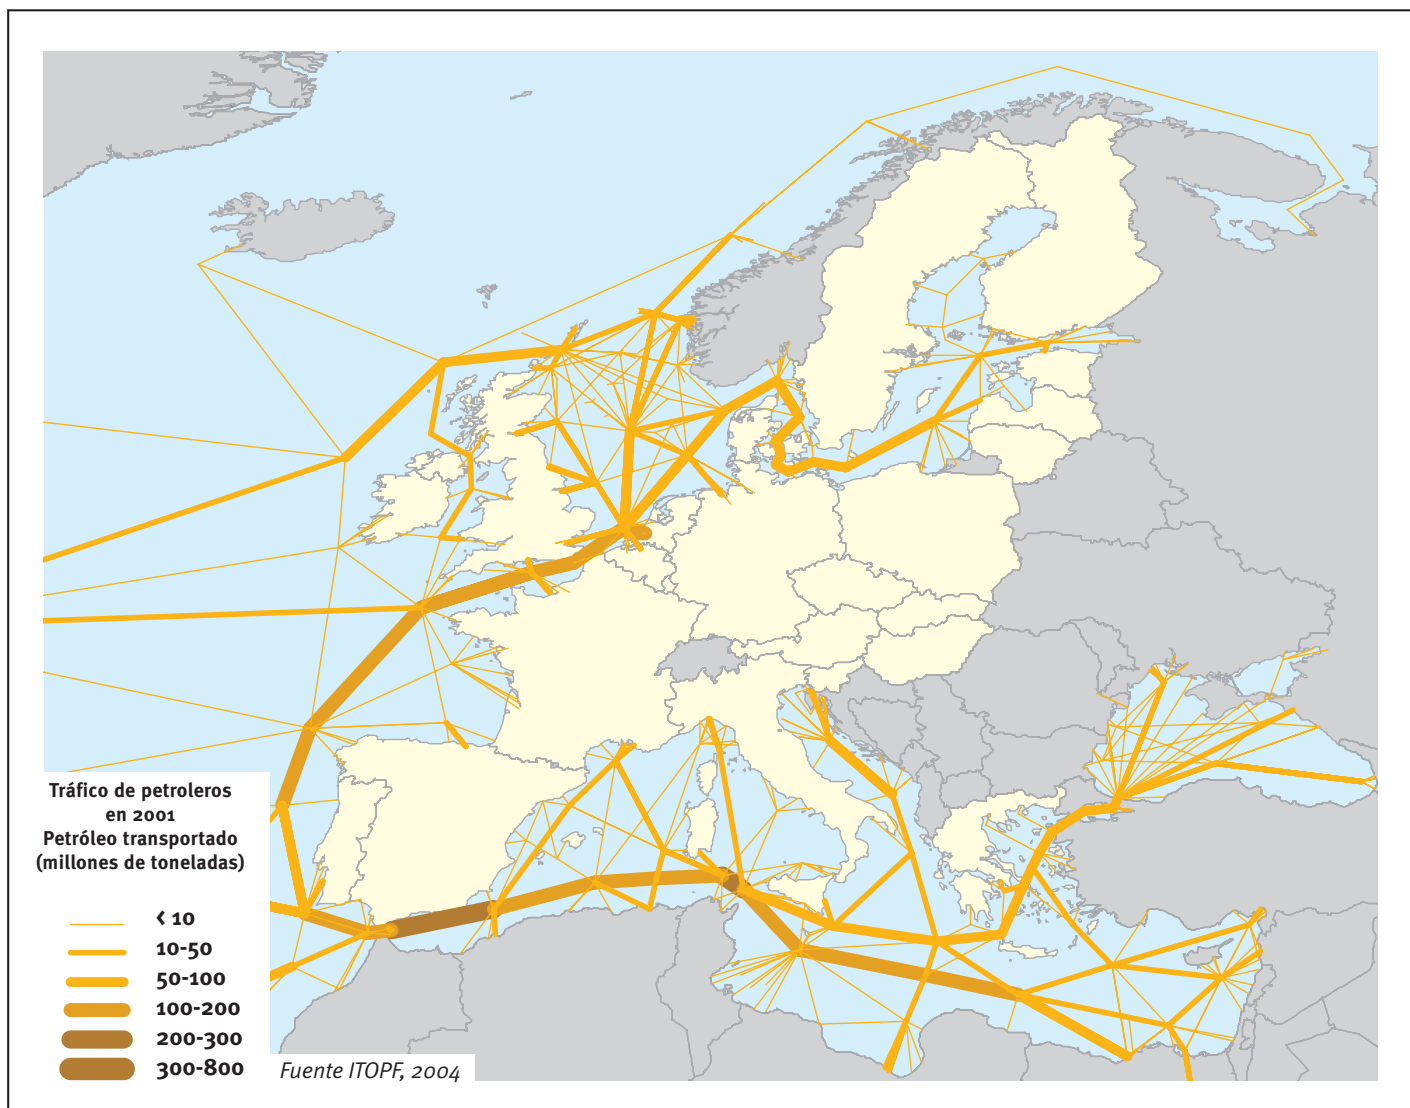 Tráfico de petroleros
en 2001
Petróleo transportado
(millones de toneladas)
< 10
10-50
50-100
100-200
200-300
300-800
Fuente ITOPF, 2004